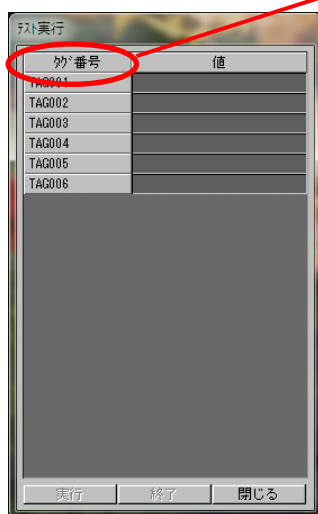 ﾃｽﾄ実行
ﾀｸﾞ番号 値
TAG001
TAG002
TAG003
TAG004
TAG005
TAG006
実行 終了 閉じる